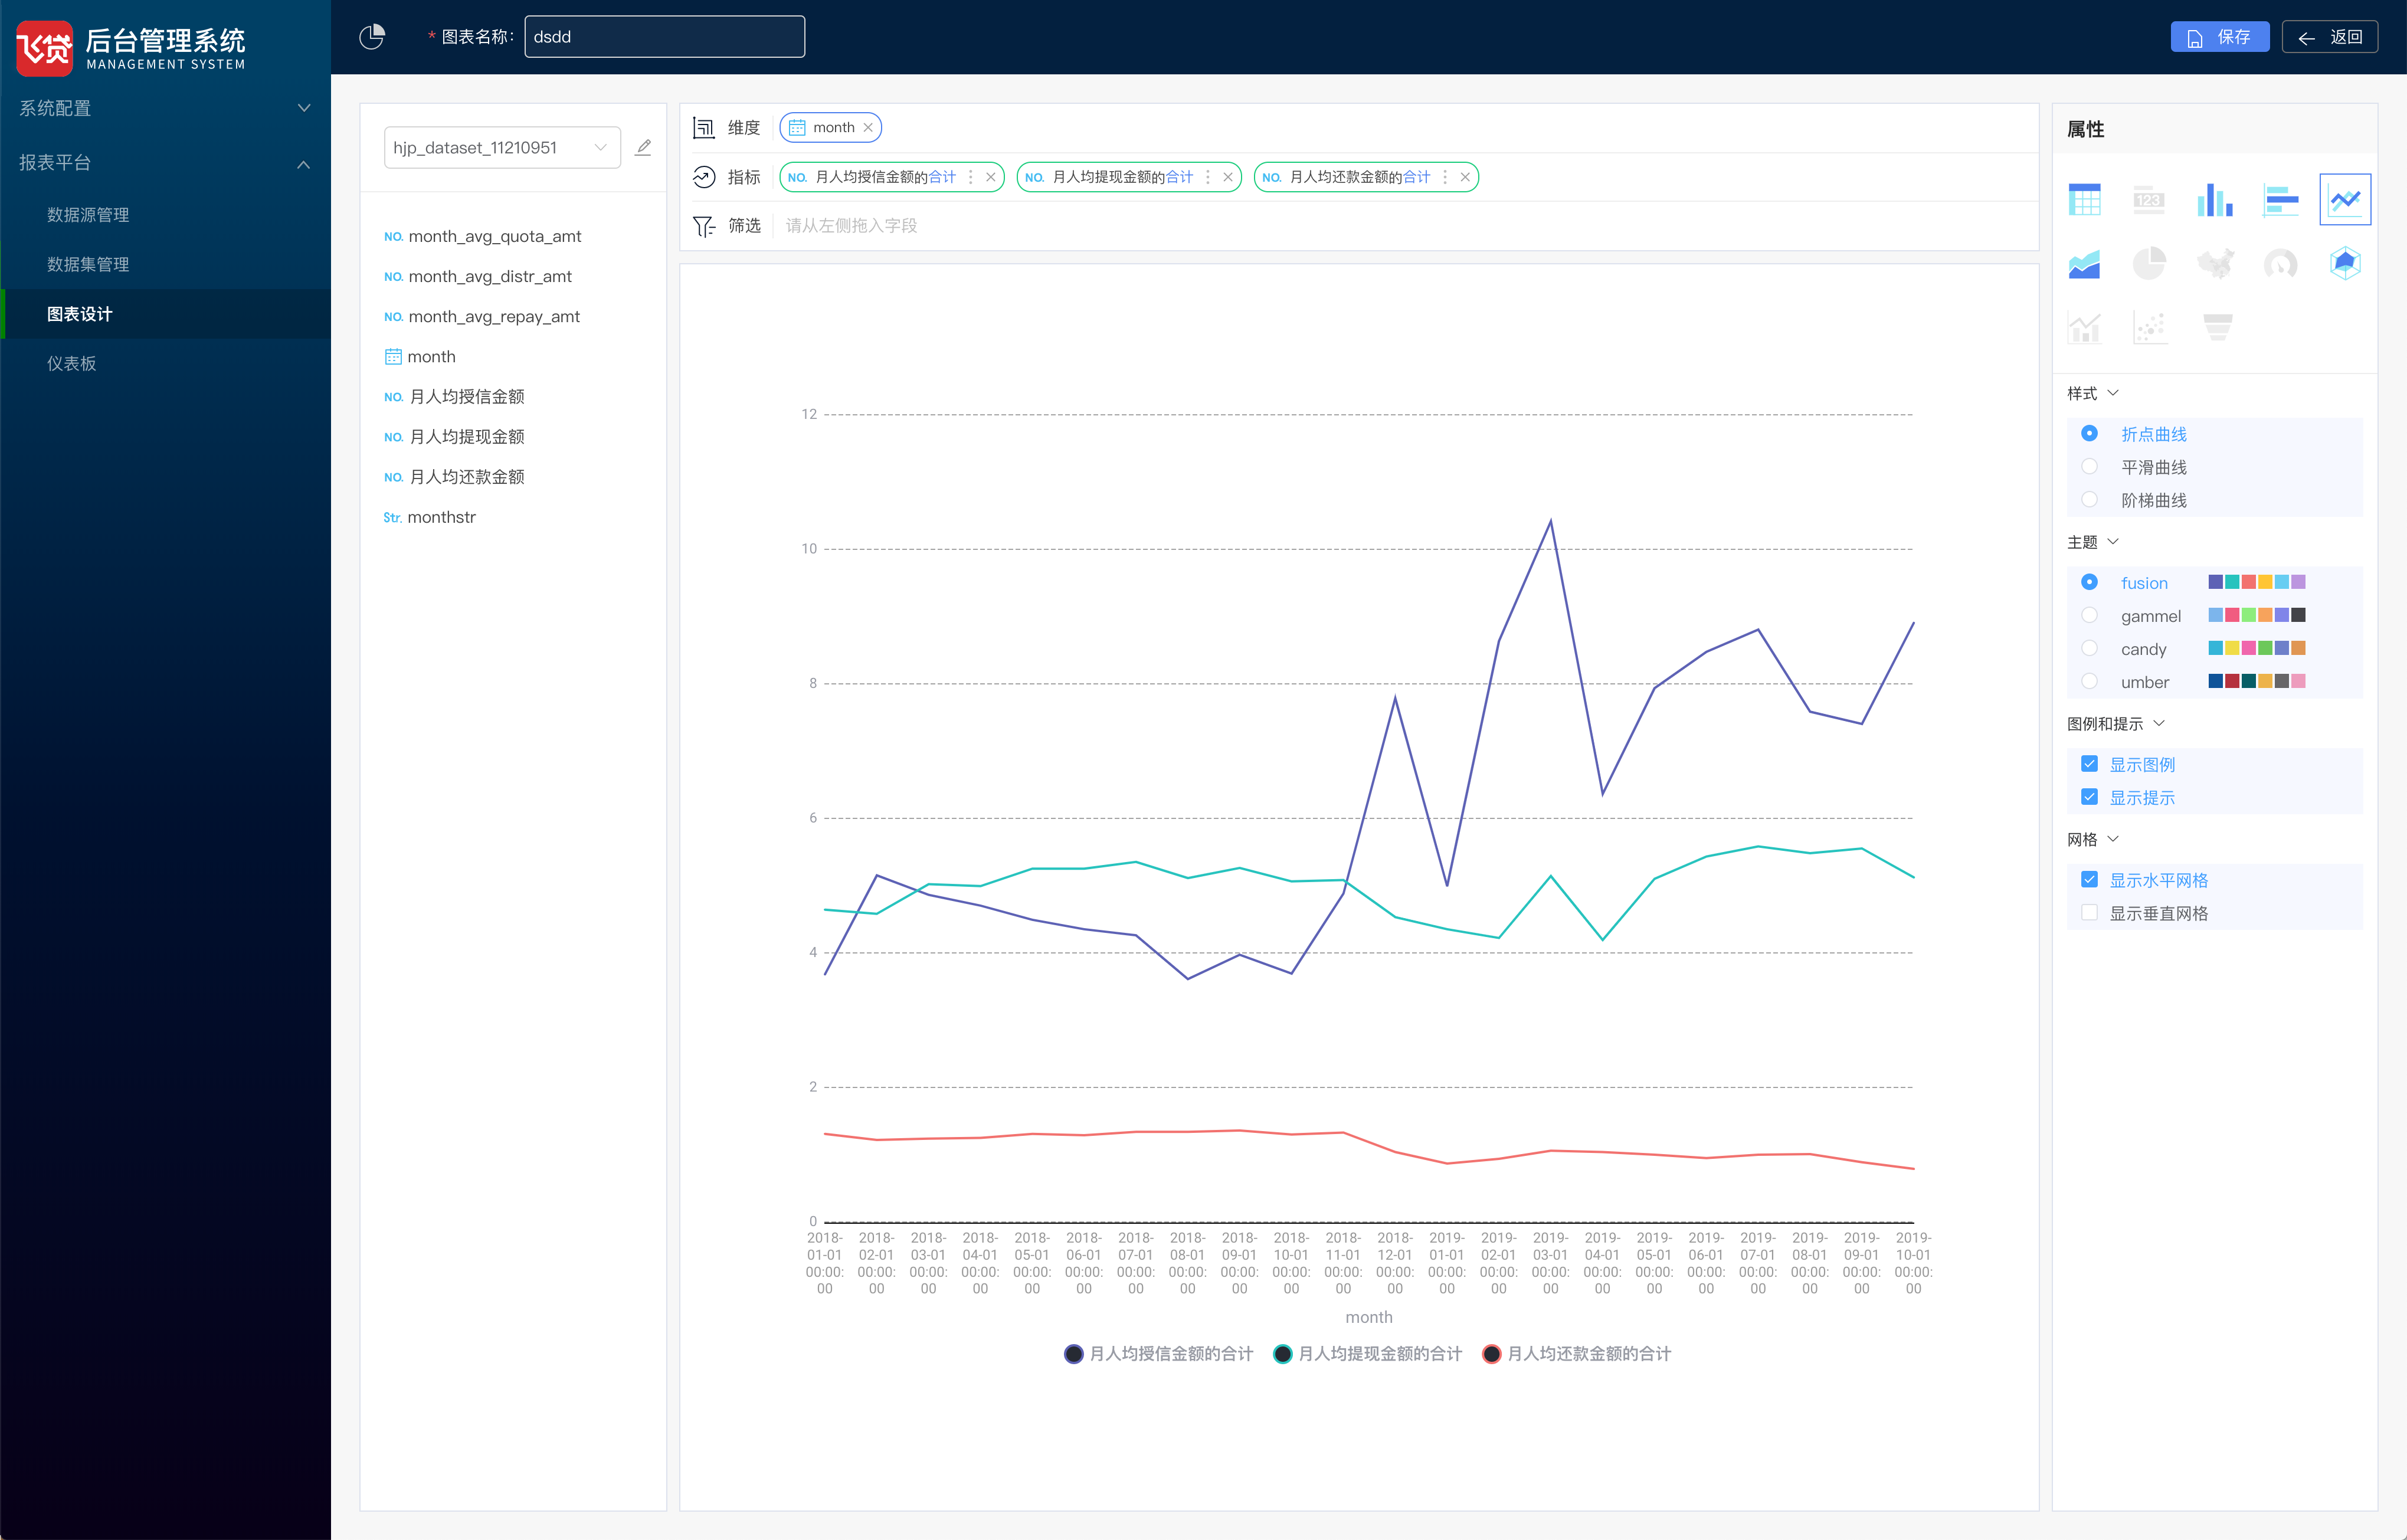 飞贷
后台管理系统
MANAGEMENT SYSTEM
系统配置
报表平台
数据源管理
数据集管理
图表设计
仪表板
* 图表名称:
dsdd
保存
返回
hjp_dataset_11210951
NO. month_avg_quota_amt
NO. month_avg_distr_amt
NO. month_avg_repay_amt
month
NO. 月人均授信金额
NO. 月人均提现金额
NO. 月人均还款金额
Str. monthstr
维度
month
指标
NO. 月人均授信金额的合计
NO. 月人均提现金额的合计
NO. 月人均还款金额的合计
筛选
请从左侧拖入字段
12
10
8
6
4
2
0
2018-01-01 00:00:00
2018-02-01 00:00:00
2018-03-01 00:00:00
2018-04-01 00:00:00
2018-05-01 00:00:00
2018-06-01 00:00:00
2018-07-01 00:00:00
2018-08-01 00:00:00
2018-09-01 00:00:00
2018-10-01 00:00:00
2018-11-01 00:00:00
2018-12-01 00:00:00
2019-01-01 00:00:00
2019-02-01 00:00:00
2019-03-01 00:00:00
2019-04-01 00:00:00
2019-05-01 00:00:00
2019-06-01 00:00:00
2019-07-01 00:00:00
2019-08-01 00:00:00
2019-09-01 00:00:00
2019-10-01 00:00:00
month
月人均授信金额的合计
月人均提现金额的合计
月人均还款金额的合计
属性
123
样式
折点曲线
平滑曲线
阶梯曲线
主题
fusion
gammel
candy
umber
图例和提示
显示图例
显示提示
网格
显示水平网格
显示垂直网格